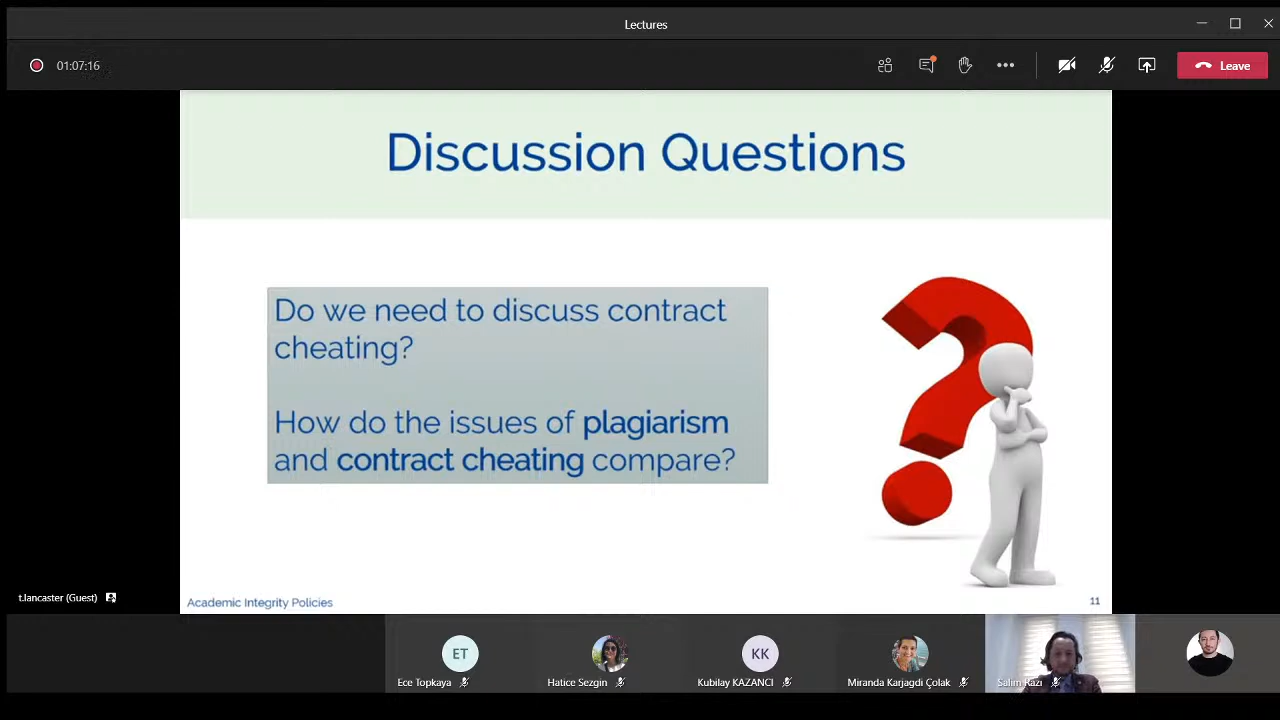 Lectures
01:07:16
Leave
Discussion Questions
Do we need to discuss contract
cheating?
How do the issues of plagiarism
and contract cheating compare?
t.lancaster (Guest)
Academic Integrity Policies
11
ET
KK
Ece Topkaya
Hatice Sezgin
Kubilay KAZANCI
Miranda Karjagdi Çolak
Salim Razı